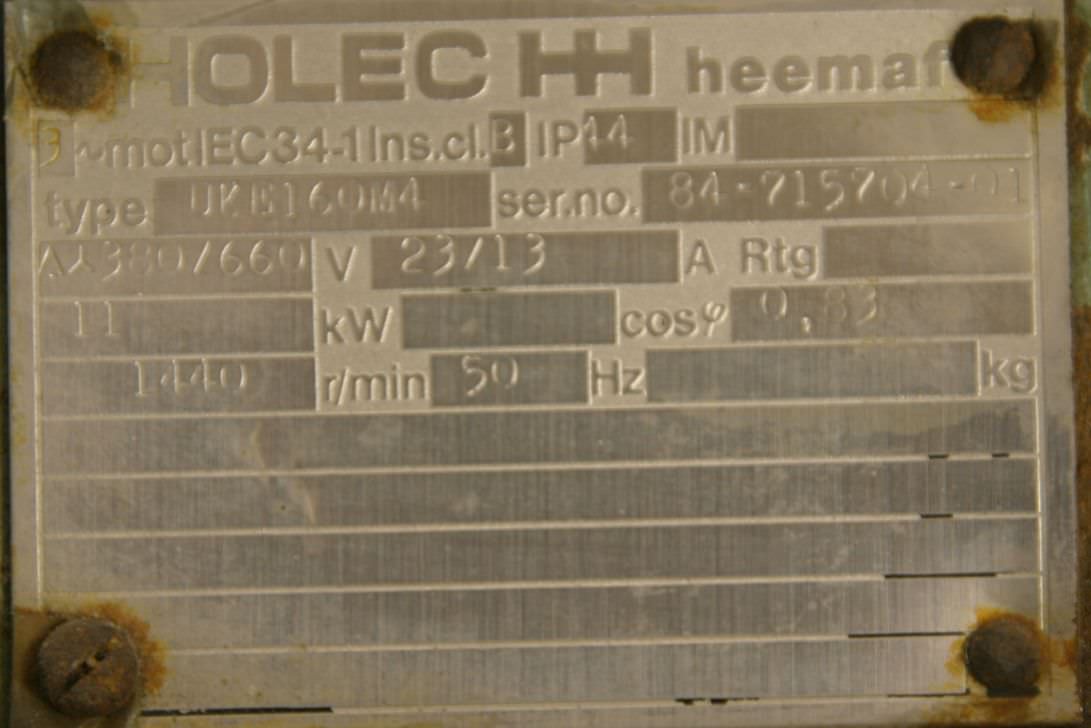 HOLEC HH heemaf
3 ~mot IEC34-1 Ins.cl. B IP44 IM
type UKE160M4 ser.no. 84-715704-01
△⅄380/660 V 23/13 A Rtg
11 kW cosφ 0,83
1440 r/min 50 Hz kg